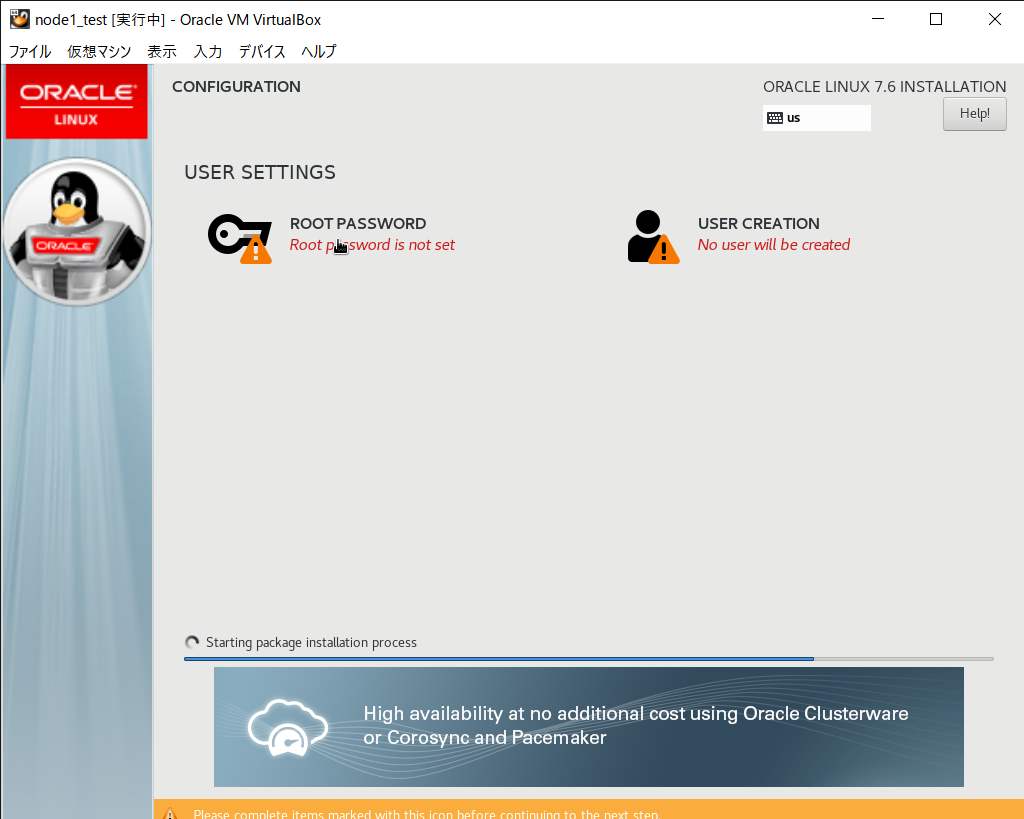 node1_test [実行中] - Oracle VM VirtualBox
ファイル 仮想マシン 表示 入力 デバイス ヘルプ
ORACLE
LINUX
ORACLE
CONFIGURATION
ORACLE LINUX 7.6 INSTALLATION
us
Help!
USER SETTINGS
ROOT PASSWORD
Root password is not set
USER CREATION
No user will be created
Starting package installation process
High availability at no additional cost using Oracle Clusterware
or Corosync and Pacemaker
Please complete items marked with this icon before continuing to the next step.